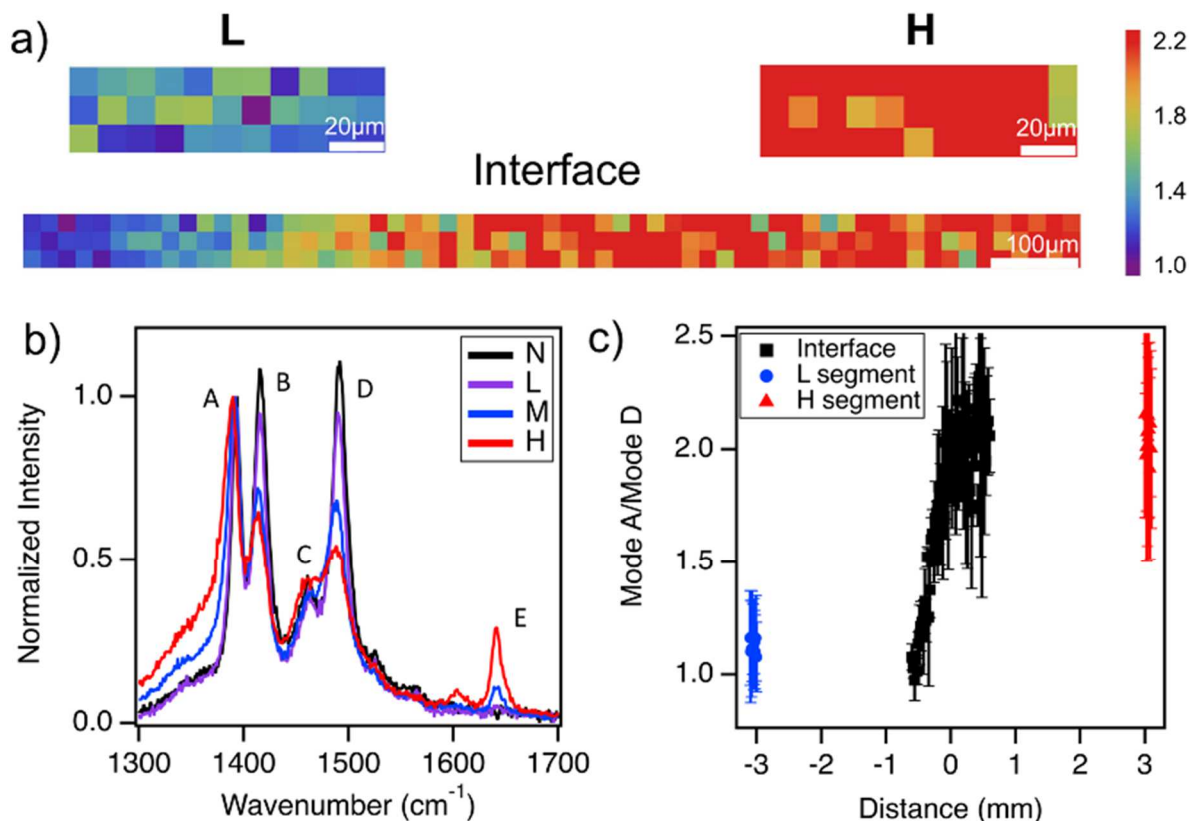 a)
L
H
20μm
20μm
2.2
1.8
1.4
1.0
Interface
100μm
b)
N
L
M
H
A
B
C
D
E
1.0
0.5
0.0
Normalized Intensity
1300
1400
1500
1600
1700
Wavenumber (cm⁻¹)
c)
Interface
L segment
H segment
2.5
2.0
1.5
1.0
Mode A/Mode D
-3
-2
-1
0
1
2
3
Distance (mm)